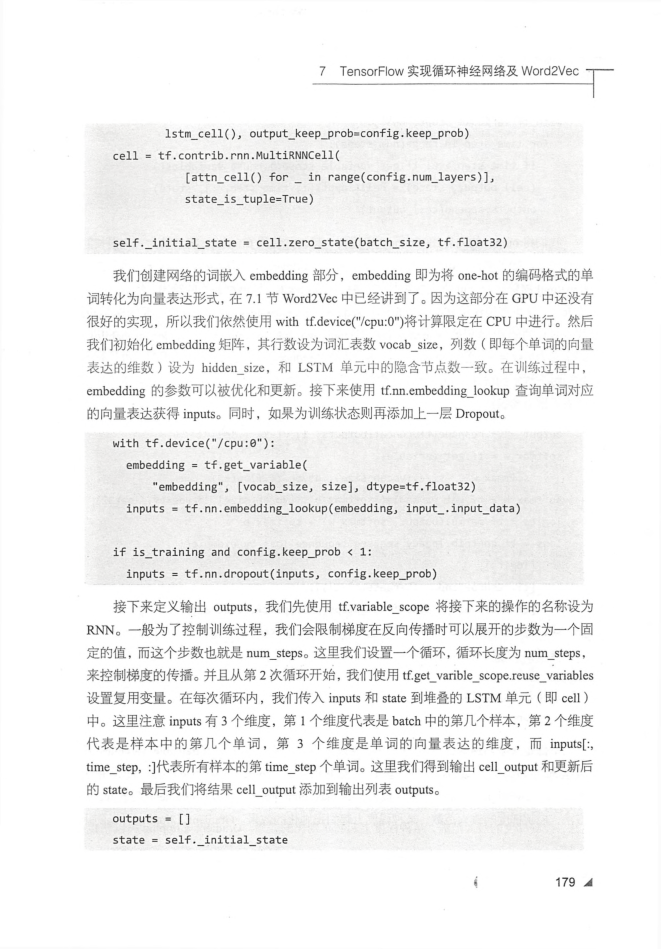 7 TensorFlow 实现循环神经网络及 Word2Vec
lstm_cell(), output_keep_prob=config.keep_prob)
cell = tf.contrib.rnn.MultiRNNCell(
[attn_cell() for _ in range(config.num_layers)],
state_is_tuple=True)
self._initial_state = cell.zero_state(batch_size, tf.float32)
我们创建网络的词嵌入 embedding 部分，embedding 即为将 one-hot 的编码格式的单
词转化为向量表达形式，在 7.1 节 Word2Vec 中已经讲到了。因为这部分在 GPU 中还没有
很好的实现，所以我们依然使用 with tf.device("/cpu:0")将计算限定在 CPU 中进行。然后
我们初始化 embedding 矩阵，其行数设为词汇表数 vocab_size，列数（即每个单词的向量
表达的维数）设为 hidden_size，和 LSTM 单元中的隐含节点数一致。在训练过程中，
embedding 的参数可以被优化和更新。接下来使用 tf.nn.embedding_lookup 查询单词对应
的向量表达获得 inputs。同时，如果为训练状态则再添加上一层 Dropout。
with tf.device("/cpu:0"):
embedding = tf.get_variable(
"embedding", [vocab_size, size], dtype=tf.float32)
inputs = tf.nn.embedding_lookup(embedding, input_.input_data)
if is_training and config.keep_prob < 1:
inputs = tf.nn.dropout(inputs, config.keep_prob)
接下来定义输出 outputs，我们先使用 tf.variable_scope 将接下来的操作的名称设为
RNN。一般为了控制训练过程，我们会限制梯度在反向传播时可以展开的步数为一个固
定的值，而这个步数也就是 num_steps。这里我们设置一个循环，循环长度为 num_steps，
来控制梯度的传播。并且从第 2 次循环开始，我们使用 tf.get_varible_scope.reuse_variables
设置复用变量。在每次循环内，我们传入 inputs 和 state 到堆叠的 LSTM 单元（即 cell）
中。这里注意 inputs 有 3 个维度，第 1 个维度代表是 batch 中的第几个样本，第 2 个维度
代表是样本中的第几个单词，第 3 个维度是单词的向量表达的维度，而 inputs[:,
time_step, :]代表所有样本的第 time_step 个单词。这里我们得到输出 cell_output 和更新后
的 state。最后我们将结果 cell_output 添加到输出列表 outputs。
outputs = []
state = self._initial_state
179